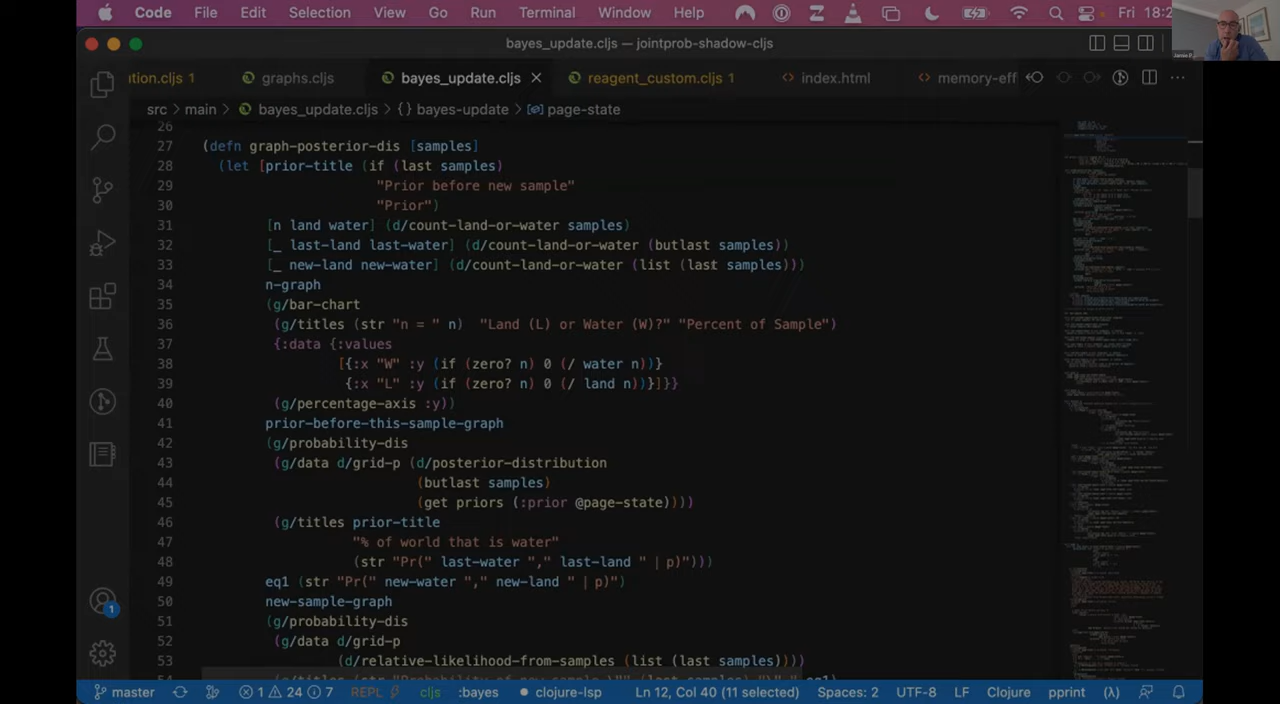 Code File Edit Selection View Go Run Terminal Window Help Fri 18:2
bayes_update.cljs — jointprob-shadow-cljs
ution.cljs 1 graphs.cljs bayes_update.cljs reagent_custom.cljs 1 index.html memory-eff
src > main > bayes_update.cljs > {} bayes-update > page-state
26
27 (defn graph-posterior-dis [samples]
28 (let [prior-title (if (last samples)
29 "Prior before new sample"
30 "Prior")
31 [n land water] (d/count-land-or-water samples)
32 [_ last-land last-water] (d/count-land-or-water (butlast samples))
33 [_ new-land new-water] (d/count-land-or-water (list (last samples)))
34 n-graph
35 (g/bar-chart
36 (g/titles (str "n = " n) "Land (L) or Water (W)?" "Percent of Sample")
37 {:data {:values
38 [{:x "W" :y (if (zero? n) 0 (/ water n))}
39 {:x "L" :y (if (zero? n) 0 (/ land n))}]}}
40 (g/percentage-axis :y))
41 prior-before-this-sample-graph
42 (g/probability-dis
43 (g/data d/grid-p (d/posterior-distribution
44 (butlast samples)
45 get priors (:prior @page-state))))
46 (g/titles prior-title
47 "% of world that is water"
48 (str "Pr(" last-water "," last-land " | p)")))
49 eq1 (str "Pr(" new-water "," new-land " | p)")
50 new-sample-graph
51 (g/probability-dis
52 (g/data d/grid-p
53 (d/relative-likelihood-from-samples (list (last samples))))
1
master 1 24 7 REPL cljs :bayes clojure-lsp Ln 12, Col 40 (11 selected) Spaces: 2 UTF-8 LF Clojure pprint (λ)